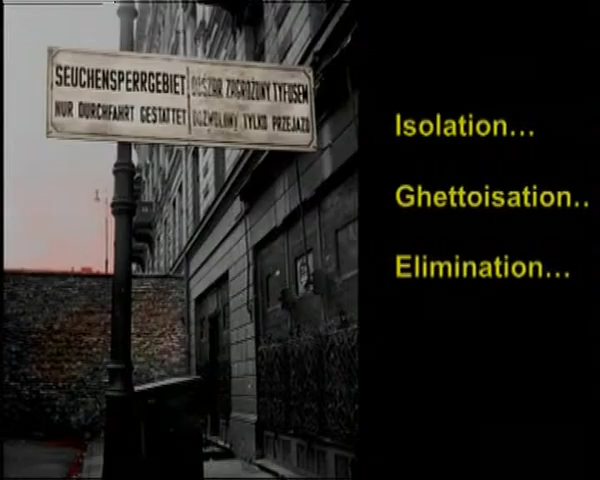 SEUCHENSPERRGEBIET
NUR DURCHFAHRT GESTATTET
OBSZAR ZAGROŻONY TYFUSEM
DOZWOLONY TYLKO PRZEJAZD
Isolation...
Ghettoisation..
Elimination...